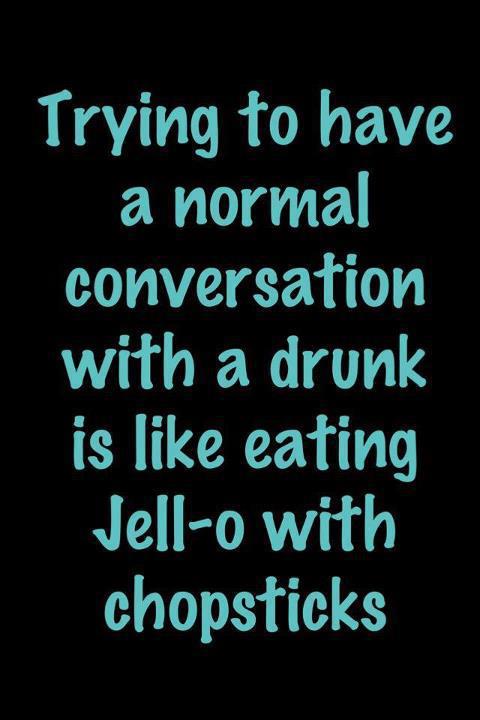 Trying to have
a normal
conversation
with a drunk
is like eating
Jell-o with
chopsticks